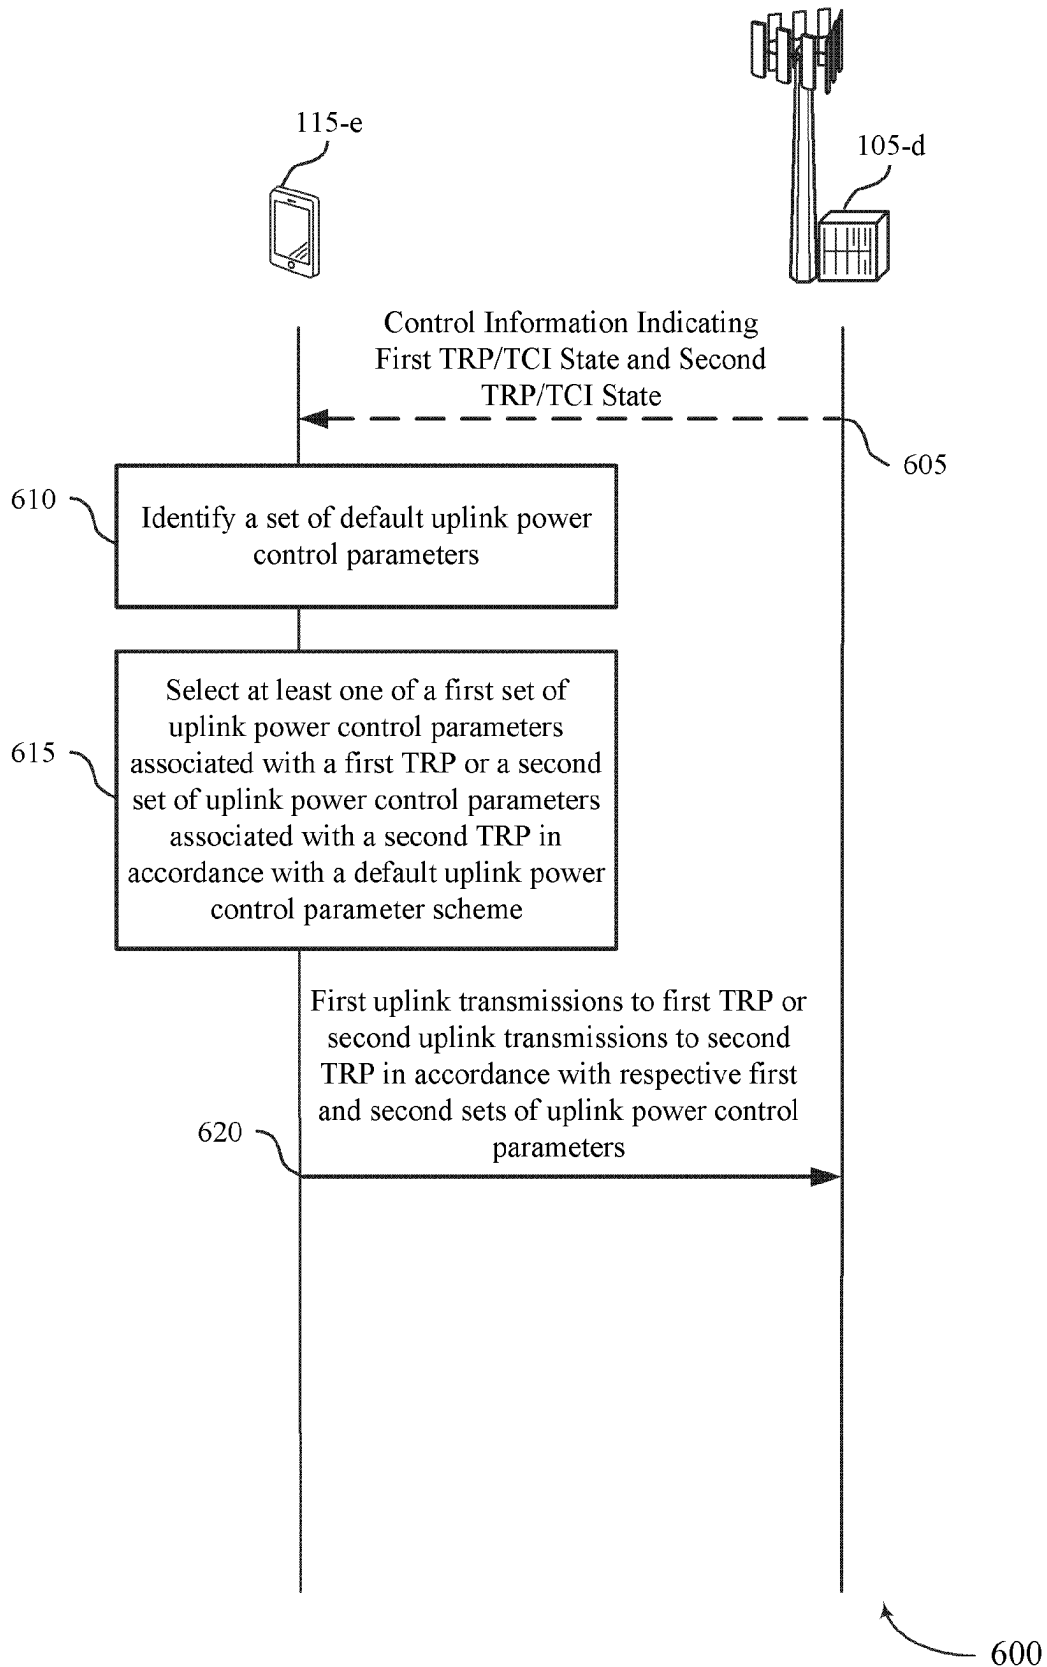 115-e
105-d
Control Information Indicating
First TRP/TCI State and Second
TRP/TCI State
605
610
Identify a set of default uplink power
control parameters
615
Select at least one of a first set of
uplink power control parameters
associated with a first TRP or a second
set of uplink power control parameters
associated with a second TRP in
accordance with a default uplink power
control parameter scheme
First uplink transmissions to first TRP or
second uplink transmissions to second
TRP in accordance with respective first
and second sets of uplink power control
parameters
620
600